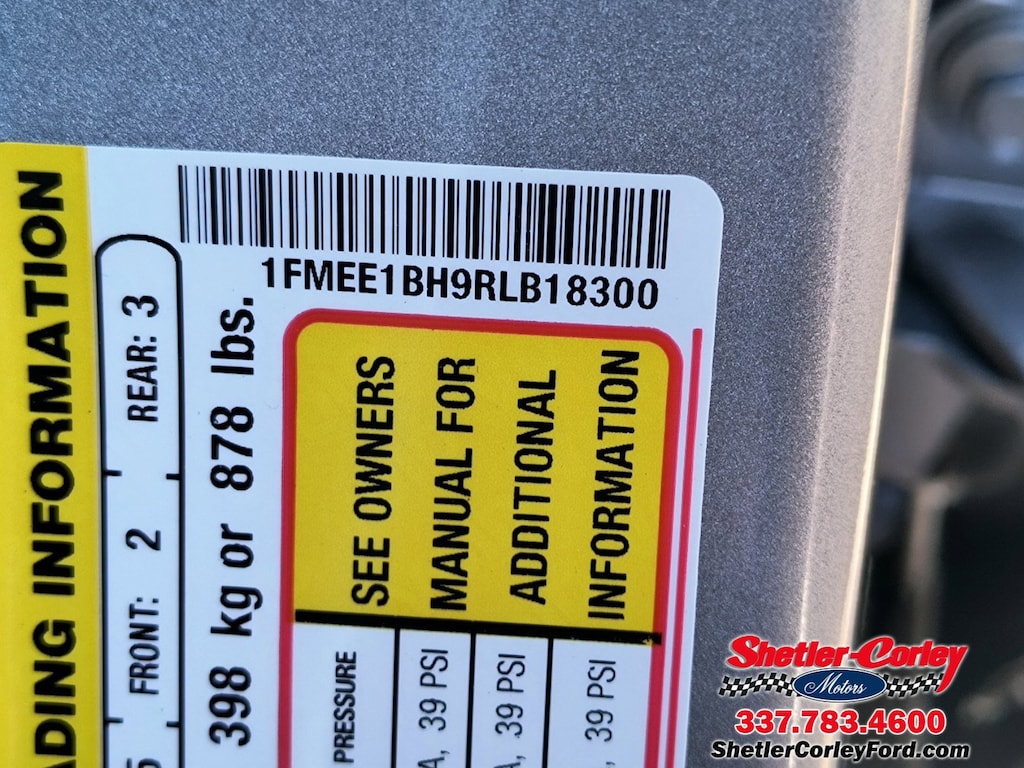 1FMEE1BH9RLB18300
ADING INFORMATION
5 FRONT: 2 REAR: 3
398 kg or 878 lbs.
SEE OWNERS
MANUAL FOR
ADDITIONAL
INFORMATION
PRESSURE
A, 39 PSI
A, 39 PSI
, 39 PSI
Shetler-Corley
Motors
337.783.4600
ShetlerCorleyFord.com